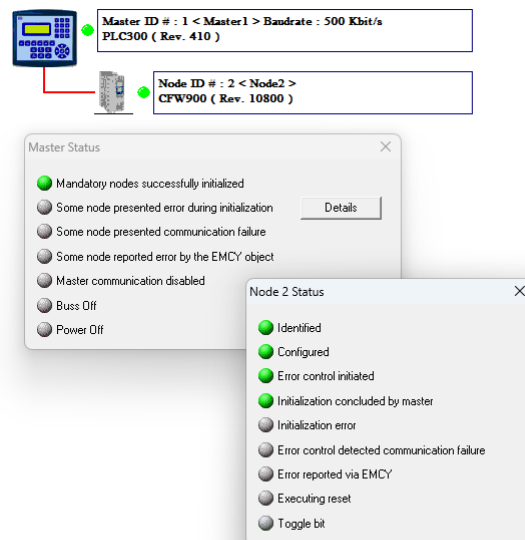 Master ID # : 1 < Master1 > Baudrate : 500 Kbit/s
PLC300 ( Rev. 410 )
Node ID # : 2 < Node2 >
CFW900 ( Rev. 10800 )
Master Status
Mandatory nodes successfully initialized
Some node presented error during initialization
Details
Some node presented communication failure
Some node reported error by the EMCY object
Master communication disabled
Buss Off
Power Off
Node 2 Status
Identified
Configured
Error control initiated
Initialization concluded by master
Initialization error
Error control detected communication failure
Error reported via EMCY
Executing reset
Toggle bit